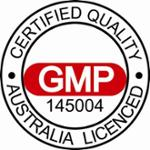 CERTIFIED QUALITY
GMP
145004
• AUSTRALIA LICENCED •